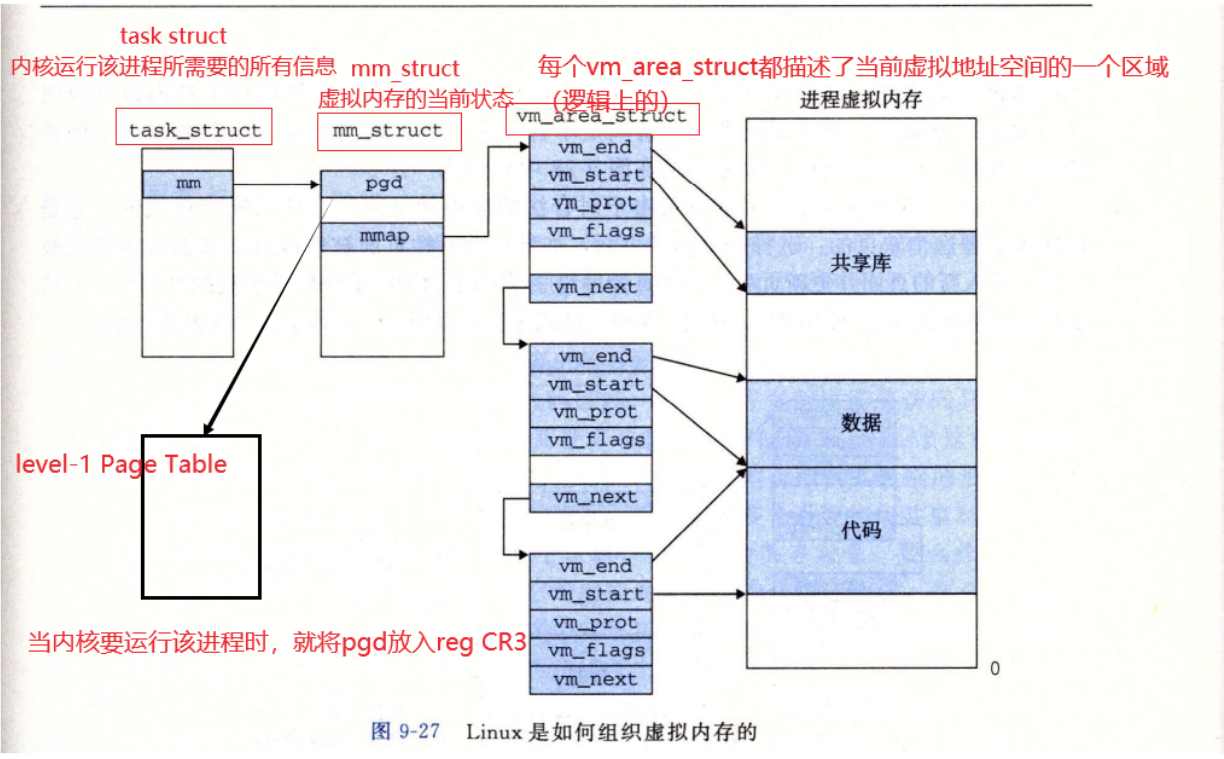 task struct
内核运行该进程所需要的所有信息
mm_struct
虚拟内存的当前状态
每个vm_area_struct都描述了当前虚拟地址空间的一个区域
(逻辑上的)
进程虚拟内存
task_struct
mm_struct
vm_area_struct
mm
pgd
mmap
vm_end
vm_start
vm_prot
vm_flags
vm_next
共享库
vm_end
vm_start
vm_prot
vm_flags
vm_next
数据
代码
level-1 Page Table
vm_end
vm_start
vm_prot
vm_flags
vm_next
0
当内核要运行该进程时，就将pgd放入reg CR3
图 9-27 Linux 是如何组织虚拟内存的